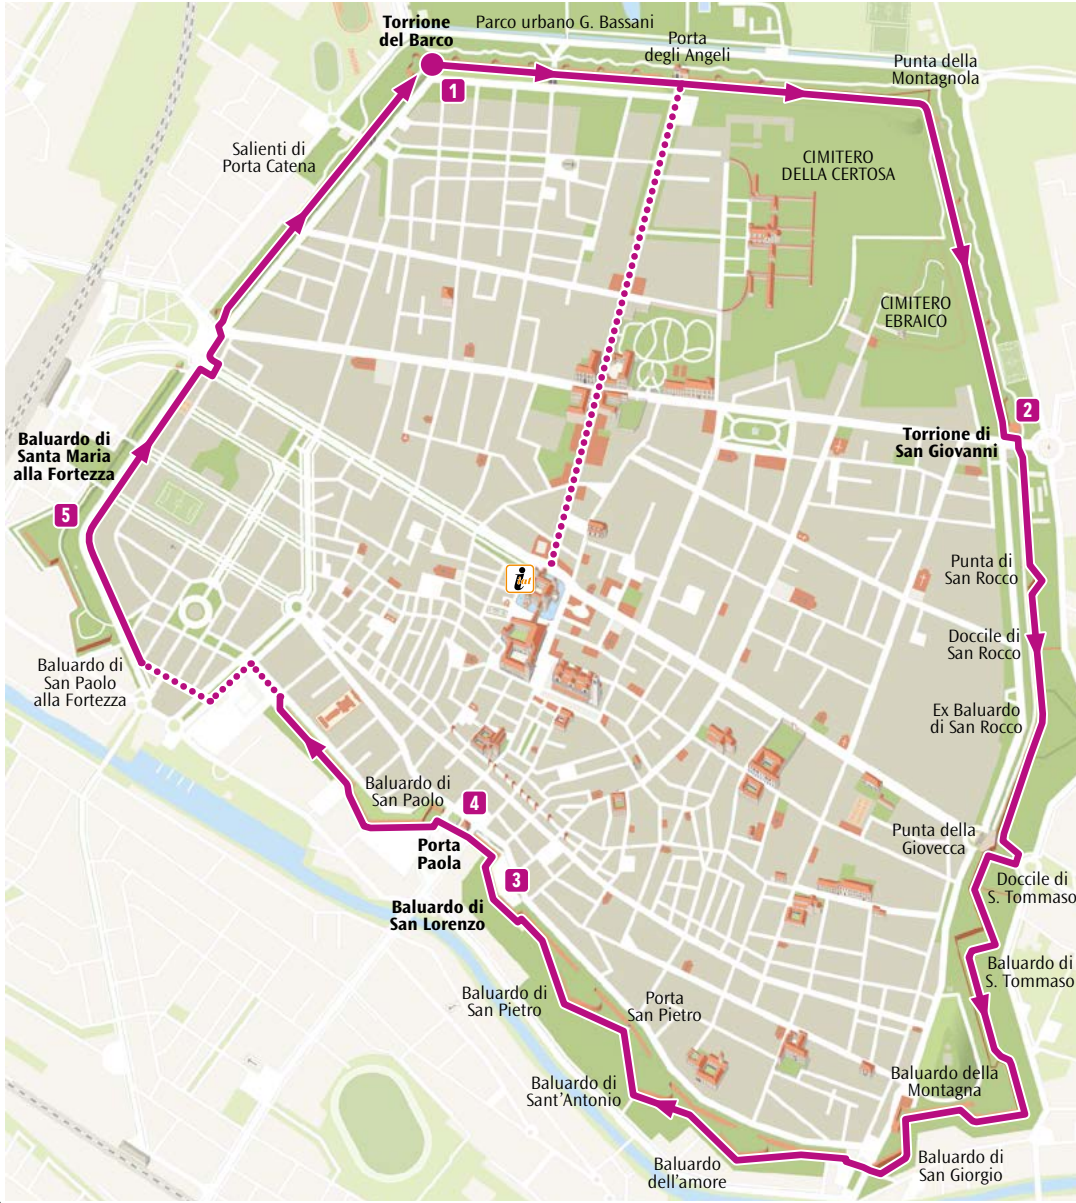 Torrione
del Barco
Parco urbano G. Bassani
Porta
degli Angeli
Punta della
Montagnola
1
Salienti di
Porta Catena
CIMITERO
DELLA CERTOSA
CIMITERO
EBRAICO
2
Torrione di
San Giovanni
Baluardo di
Santa Maria
alla Fortezza
5
Punta di
San Rocco
i
Doccile di
San Rocco
Baluardo di
San Paolo
alla Fortezza
Ex Baluardo
di San Rocco
Baluardo di
San Paolo
4
Porta
Paola
Punta della
Giovecca
3
Doccile di
S. Tommaso
Baluardo di
San Lorenzo
Baluardo di
S. Tommaso
Baluardo di
San Pietro
Porta
San Pietro
Baluardo della
Montagna
Baluardo di
Sant'Antonio
Baluardo
dell'amore
Baluardo di
San Giorgio